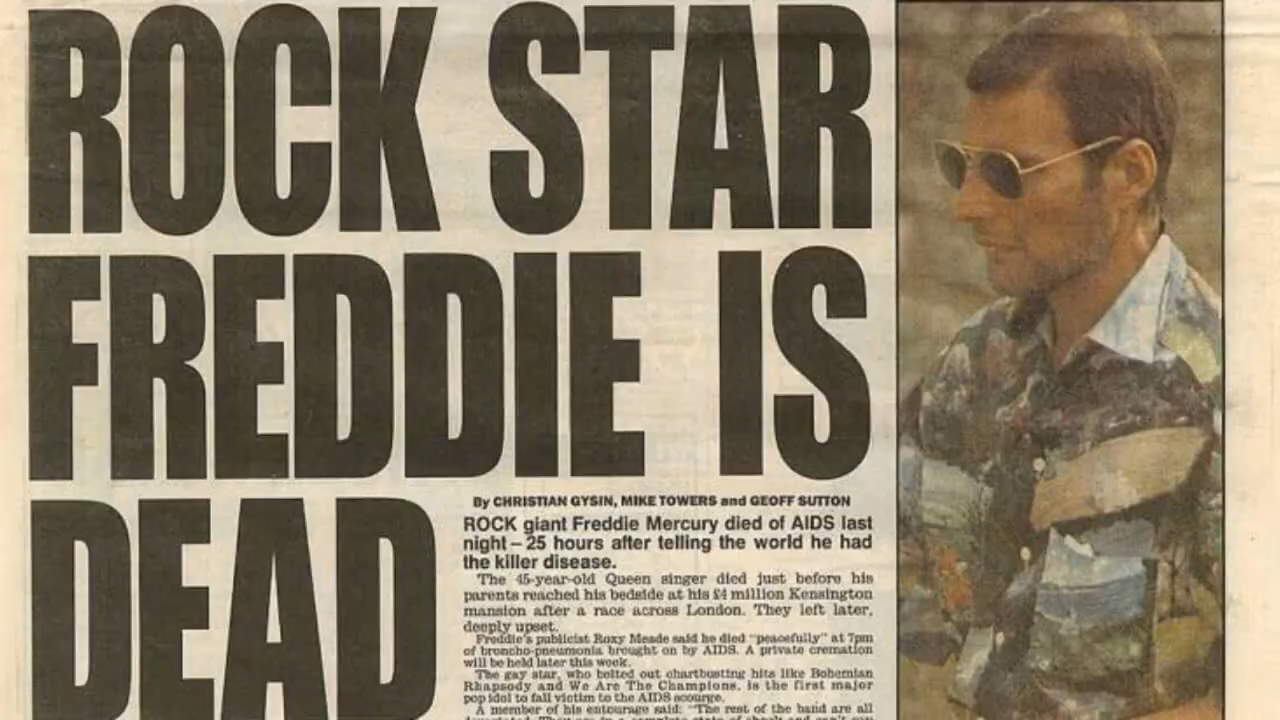 ROCK STAR
FREDDIE IS
DEAD
By CHRISTIAN GYSIN, MIKE TOWERS and GEOFF SUTTON
ROCK giant Freddie Mercury died of AIDS last
night – 25 hours after telling the world he had
the killer disease.
The 45-year-old Queen singer died just before his
parents reached his bedside at his £4 million Kensington
mansion after a race across London. They left later,
deeply upset.
Freddie's publicist Roxy Meade said he died "peacefully" at 7pm
of broncho-pneumonia brought on by AIDS. A private cremation
will be held later this week.
The gay star, who belted out chartbusting hits like Bohemian
Rhapsody and We Are The Champions, is the first major
pop idol to fall victim to the AIDS scourge.
A member of his entourage said: "The rest of the band are all